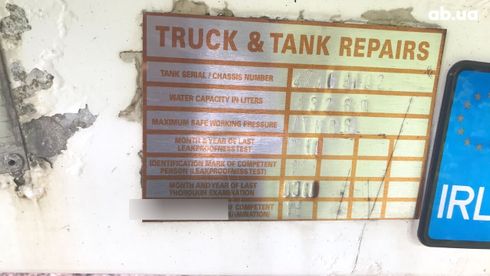 ab.ua
TRUCK & TANK REPAIRS
TANK SERIAL / CHASSIS NUMBER
WATER CAPACITY IN LITERS
MAXIMUM SAFE WORKING PRESSURE
MONTH & YEAR OF LAST
LEAKPROOFNESS TEST
IDENTIFICATION MARK OF COMPETENT
PERSON (LEAKPROOFNESS TEST)
MONTH AND YEAR OF LAST
THOROUGH EXAMINATION
COMPETENT
IRL